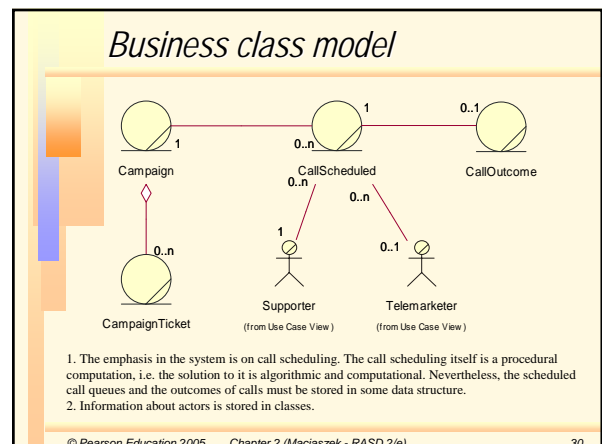 Business class model
1
0..1
1
0..n
Campaign
CallScheduled
CallOutcome
0..n
0..n
0..n
1
0..1
CampaignTicket
Supporter
Telemarketer
(from Use Case View)
(from Use Case View)
1. The emphasis in the system is on call scheduling. The call scheduling itself is a procedural
computation, i.e. the solution to it is algorithmic and computational. Nevertheless, the scheduled
call queues and the outcomes of calls must be stored in some data structure.
2. Information about actors is stored in classes.
© Pearson Education 2005 Chapter 2 (Maciaszek - RASD 2/e) 30